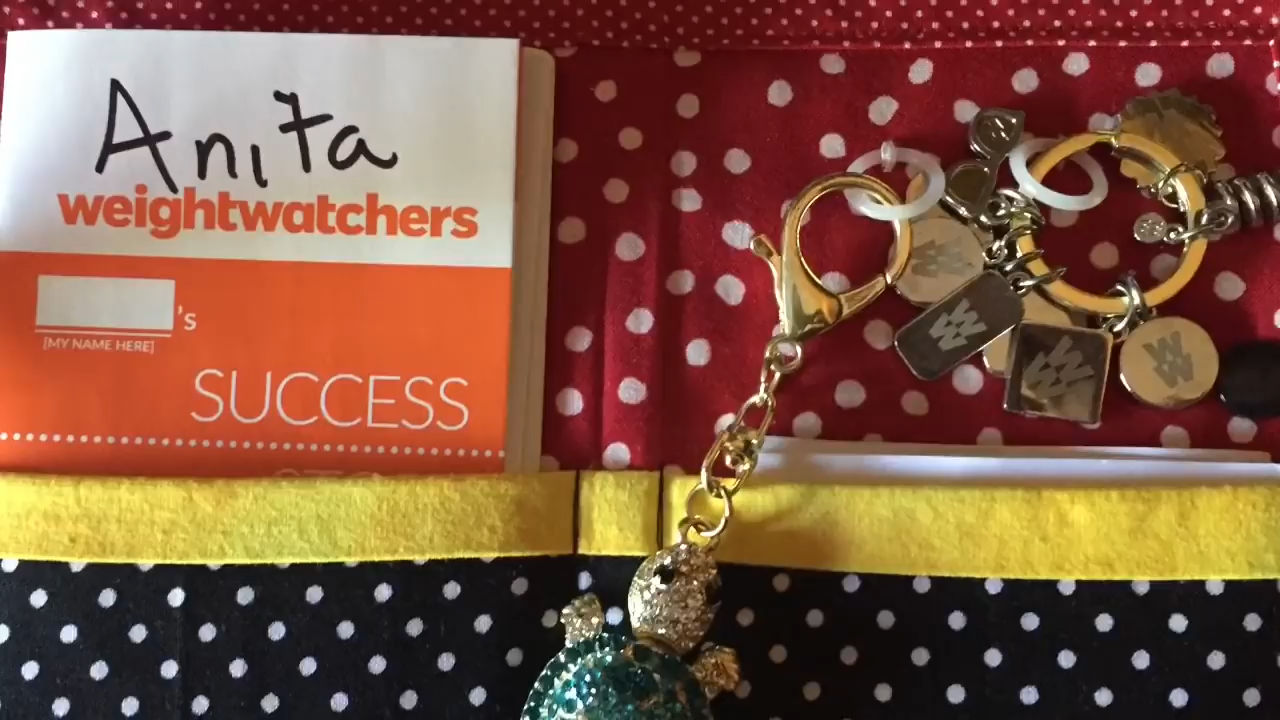 Anita
weightwatchers
's
[MY NAME HERE]
SUCCESS
W
W
W
W